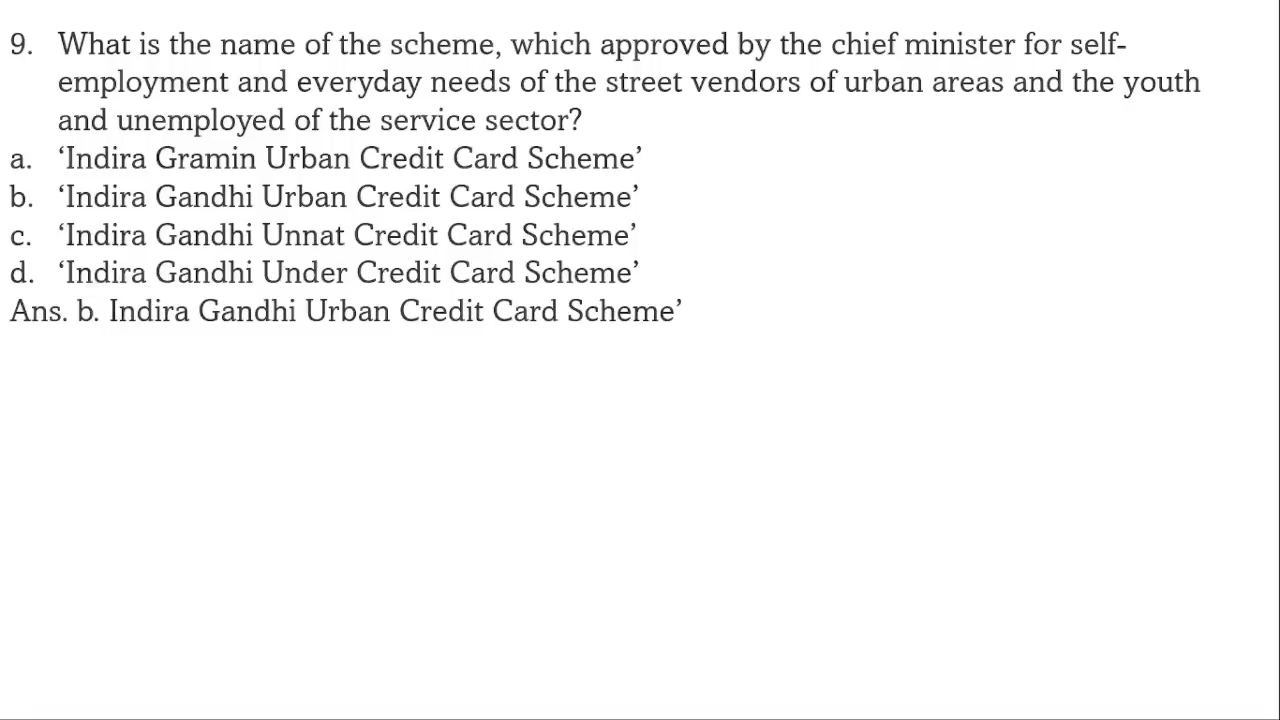 9. What is the name of the scheme, which approved by the chief minister for self-
employment and everyday needs of the street vendors of urban areas and the youth
and unemployed of the service sector?
a. ‘Indira Gramin Urban Credit Card Scheme’
b. ‘Indira Gandhi Urban Credit Card Scheme’
c. ‘Indira Gandhi Unnat Credit Card Scheme’
d. ‘Indira Gandhi Under Credit Card Scheme’
Ans. b. Indira Gandhi Urban Credit Card Scheme’